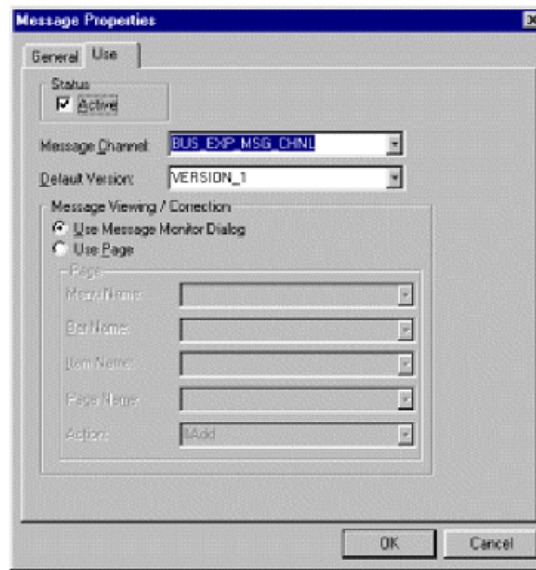 Message Properties
General Use
Status
Active
Message Channel: BUS_EXP_MSG_CHNL
Default Version: VERSION_1
Message Viewing / Correction
Use Message Monitor Dialog
Use Page
Page
Menu Name:
Bar Name:
Item Name:
Page Name:
Action:
OK Cancel